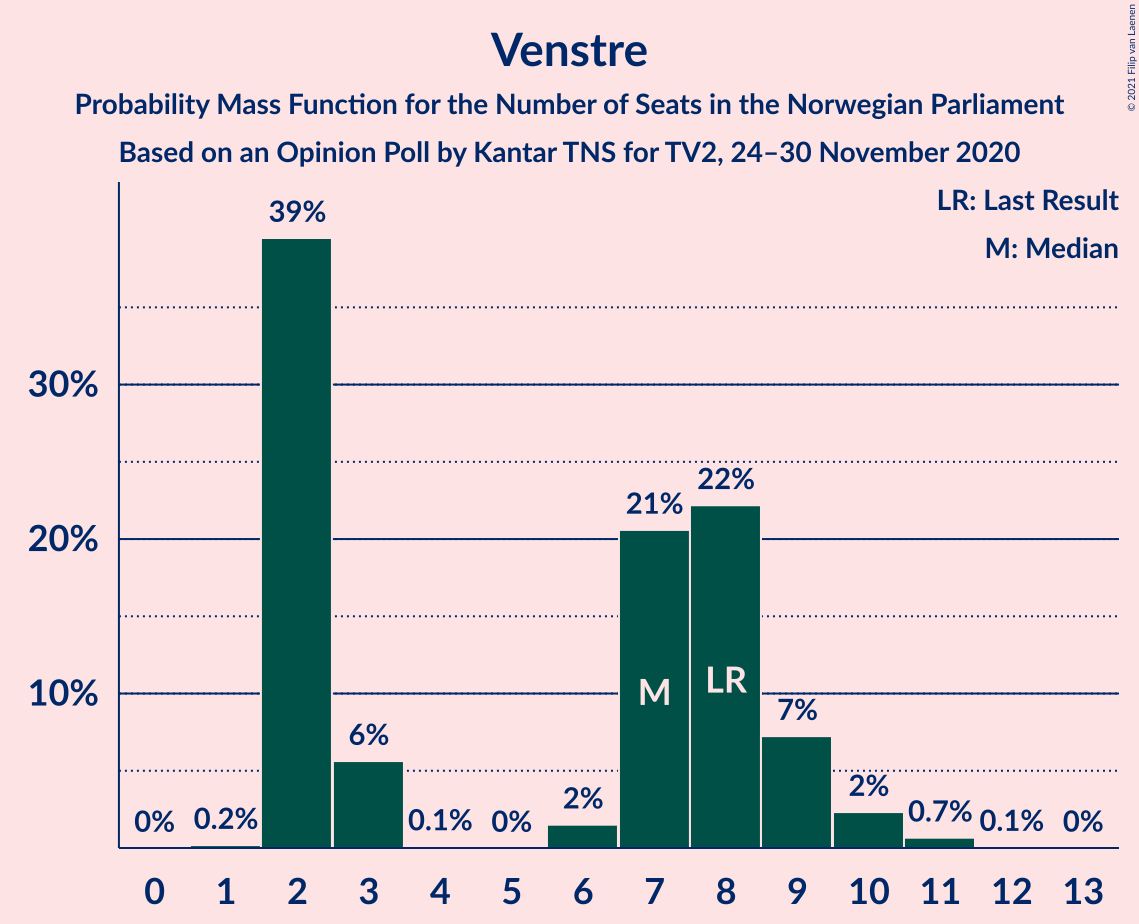 Venstre
Probability Mass Function for the Number of Seats in the Norwegian Parliament
Based on an Opinion Poll by Kantar TNS for TV2, 24–30 November 2020
© 2021 Filip van Laenen
LR: Last Result
M: Median
39%
30%
22%
21%
20%
M
LR
10%
7%
6%
2%
2%
0%
0.2%
0.1%
0%
0.7%
0.1%
0%
0 1 2 3 4 5 6 7 8 9 10 11 12 13